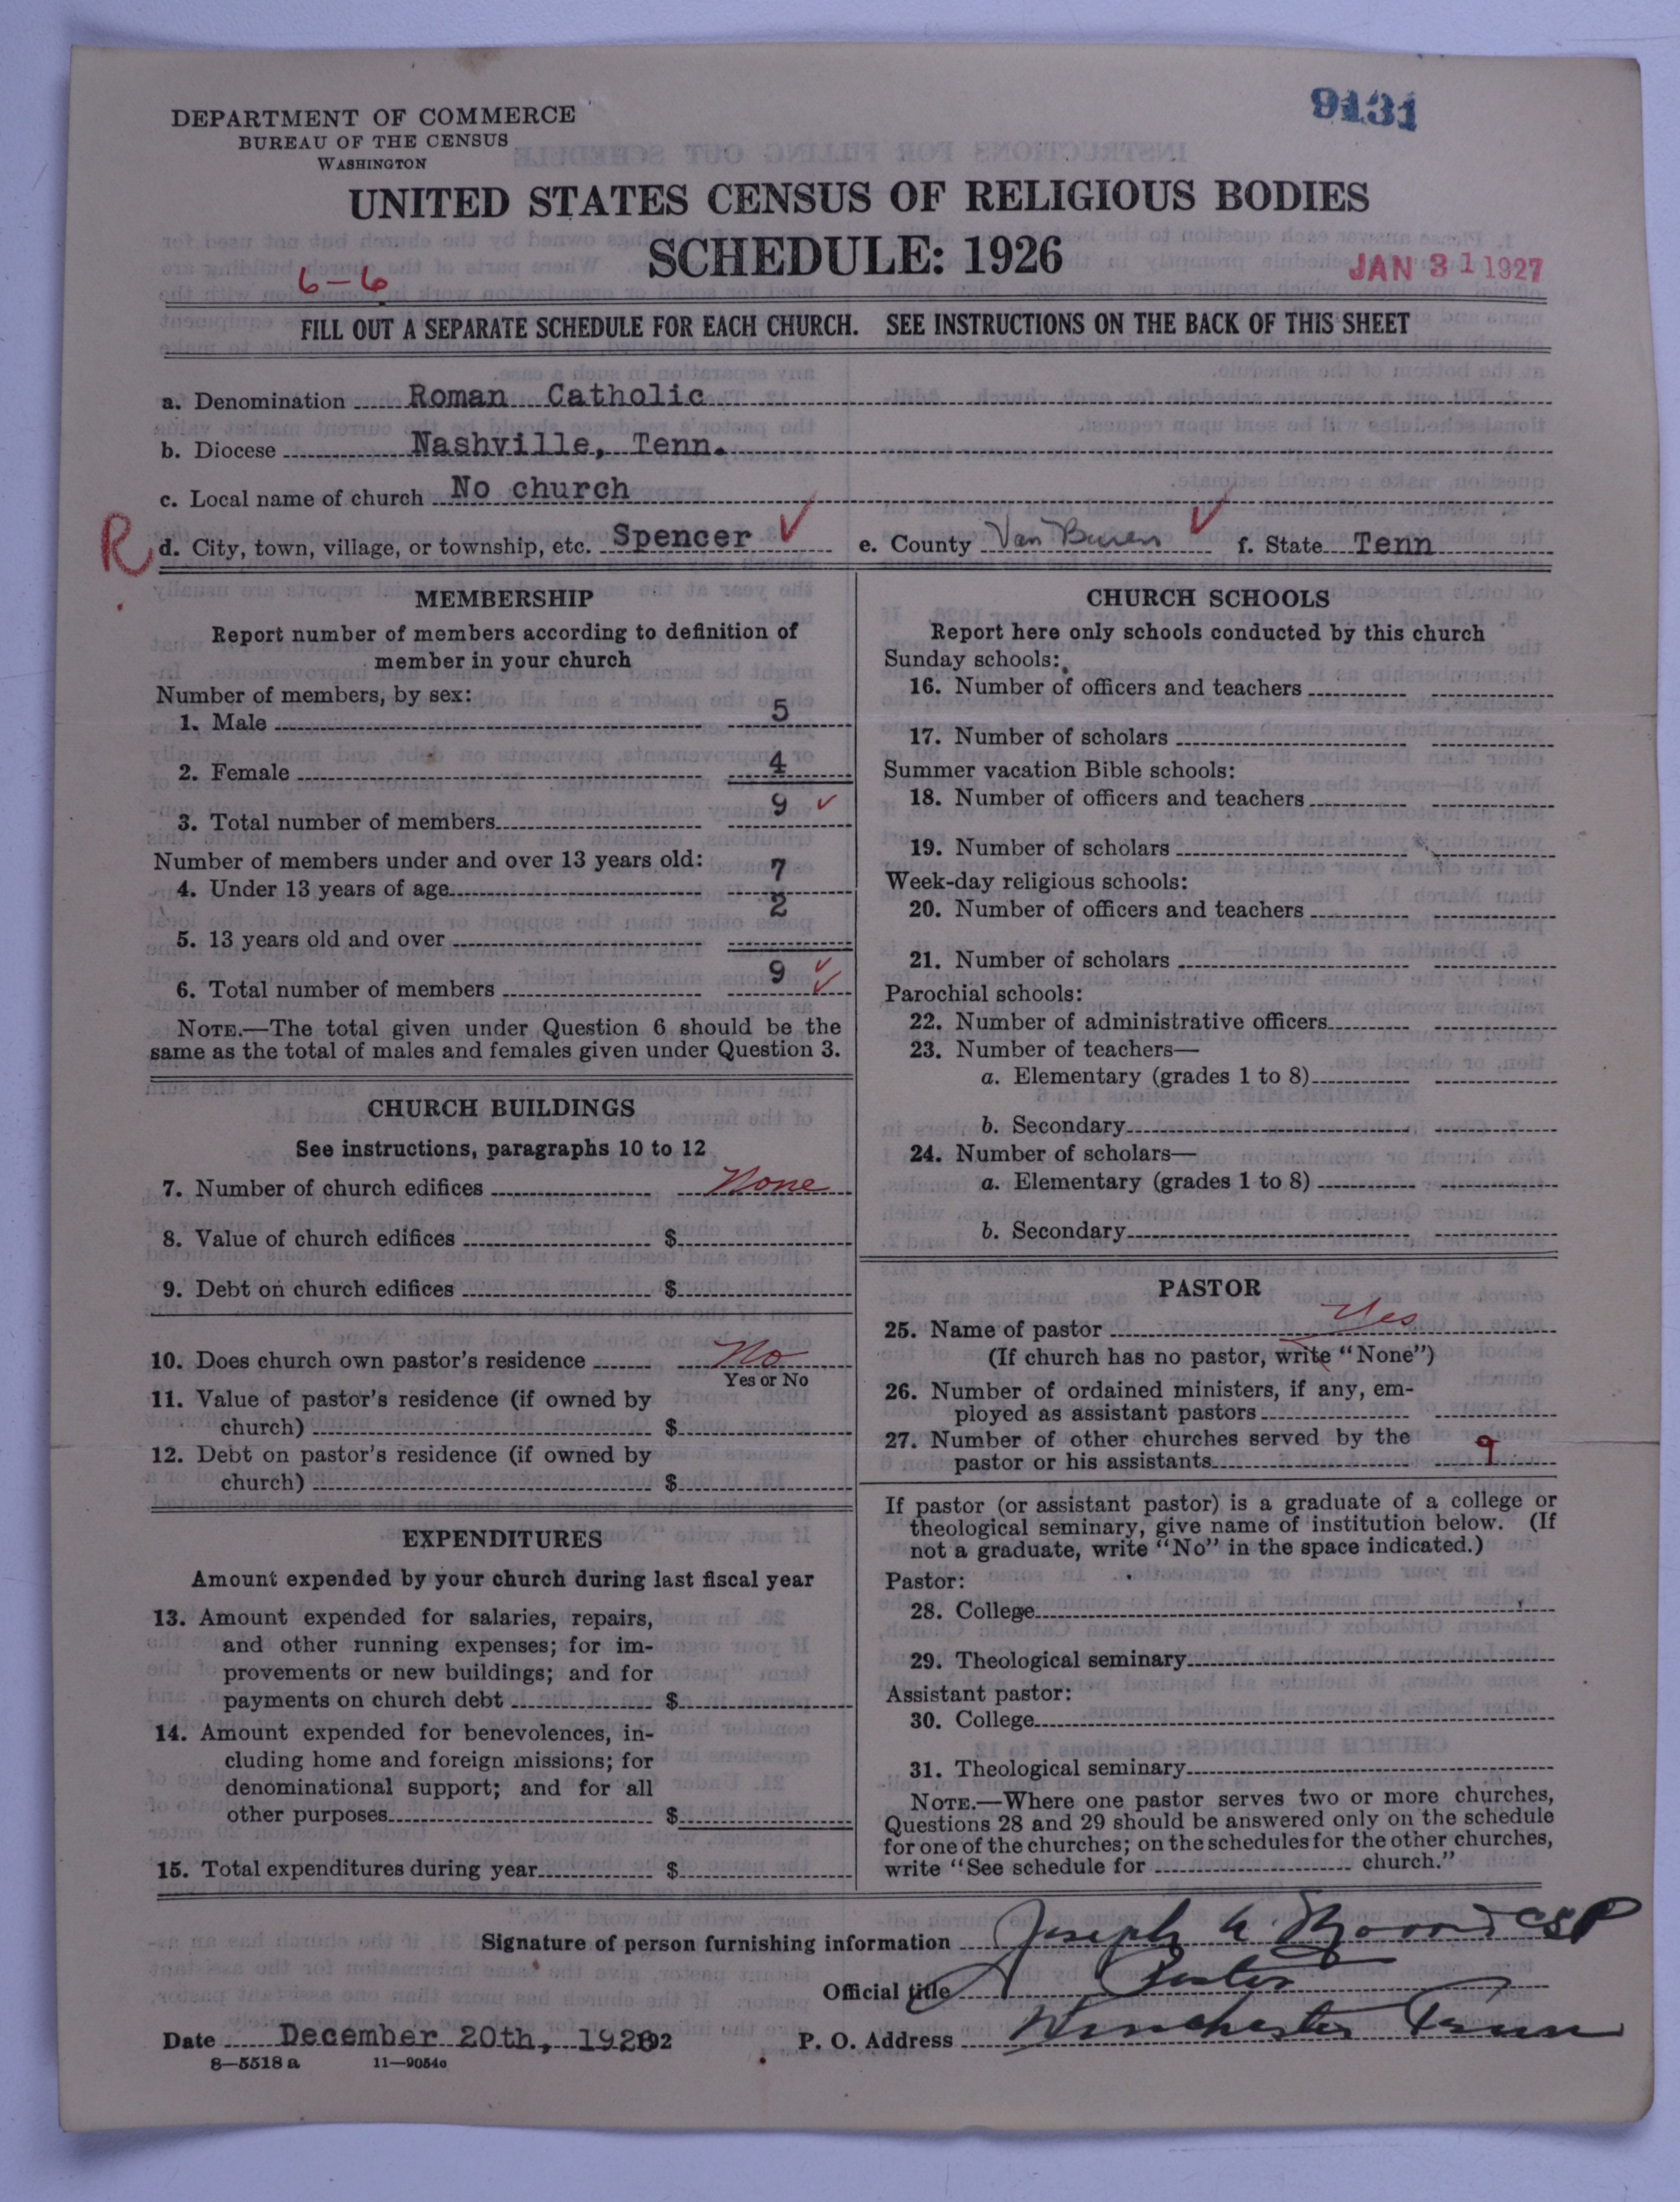 9131
DEPARTMENT OF COMMERCE
BUREAU OF THE CENSUS
WASHINGTON
UNITED STATES CENSUS OF RELIGIOUS BODIES
SCHEDULE: 1926
6-6
JAN 31 1927
FILL OUT A SEPARATE SCHEDULE FOR EACH CHURCH. SEE INSTRUCTIONS ON THE BACK OF THIS SHEET
a. Denomination Roman Catholic
b. Diocese Nashville, Tenn.
c. Local name of church No church
R d. City, town, village, or township, etc. Spencer ✓ e. County Van Buren ✓ f. State Tenn
MEMBERSHIP
Report number of members according to definition of
member in your church
Number of members, by sex:
1. Male 5
2. Female 4
3. Total number of members 9 ✓
Number of members under and over 13 years old:
4. Under 13 years of age 7
5. 13 years old and over 2
6. Total number of members 9 ✓✓
NOTE.—The total given under Question 6 should be the
same as the total of males and females given under Question 3.
CHURCH BUILDINGS
See instructions, paragraphs 10 to 12
7. Number of church edifices None
8. Value of church edifices $
9. Debt on church edifices $
10. Does church own pastor's residence No
Yes or No
11. Value of pastor's residence (if owned by
church) $
12. Debt on pastor's residence (if owned by
church) $
EXPENDITURES
Amount expended by your church during last fiscal year
13. Amount expended for salaries, repairs,
and other running expenses; for im-
provements or new buildings; and for
payments on church debt $
14. Amount expended for benevolences, in-
cluding home and foreign missions; for
denominational support; and for all
other purposes $
15. Total expenditures during year $
CHURCH SCHOOLS
Report here only schools conducted by this church
Sunday schools:
16. Number of officers and teachers
17. Number of scholars
Summer vacation Bible schools:
18. Number of officers and teachers
19. Number of scholars
Week-day religious schools:
20. Number of officers and teachers
21. Number of scholars
Parochial schools:
22. Number of administrative officers
23. Number of teachers—
a. Elementary (grades 1 to 8)
b. Secondary
24. Number of scholars—
a. Elementary (grades 1 to 8)
b. Secondary
PASTOR
25. Name of pastor Yes
(If church has no pastor, write "None")
26. Number of ordained ministers, if any, em-
ployed as assistant pastors
27. Number of other churches served by the
pastor or his assistants 9
If pastor (or assistant pastor) is a graduate of a college or
theological seminary, give name of institution below. (If
not a graduate, write "No" in the space indicated.)
Pastor:
28. College
29. Theological seminary
Assistant pastor:
30. College
31. Theological seminary
NOTE.—Where one pastor serves two or more churches,
Questions 28 and 29 should be answered only on the schedule
for one of the churches; on the schedules for the other churches,
write "See schedule for church."
Signature of person furnishing information Joseph CSP
Official title Pastor
Date December 20th, 1926 192 P. O. Address Winchester Tenn
8—5518 a 11—9054c